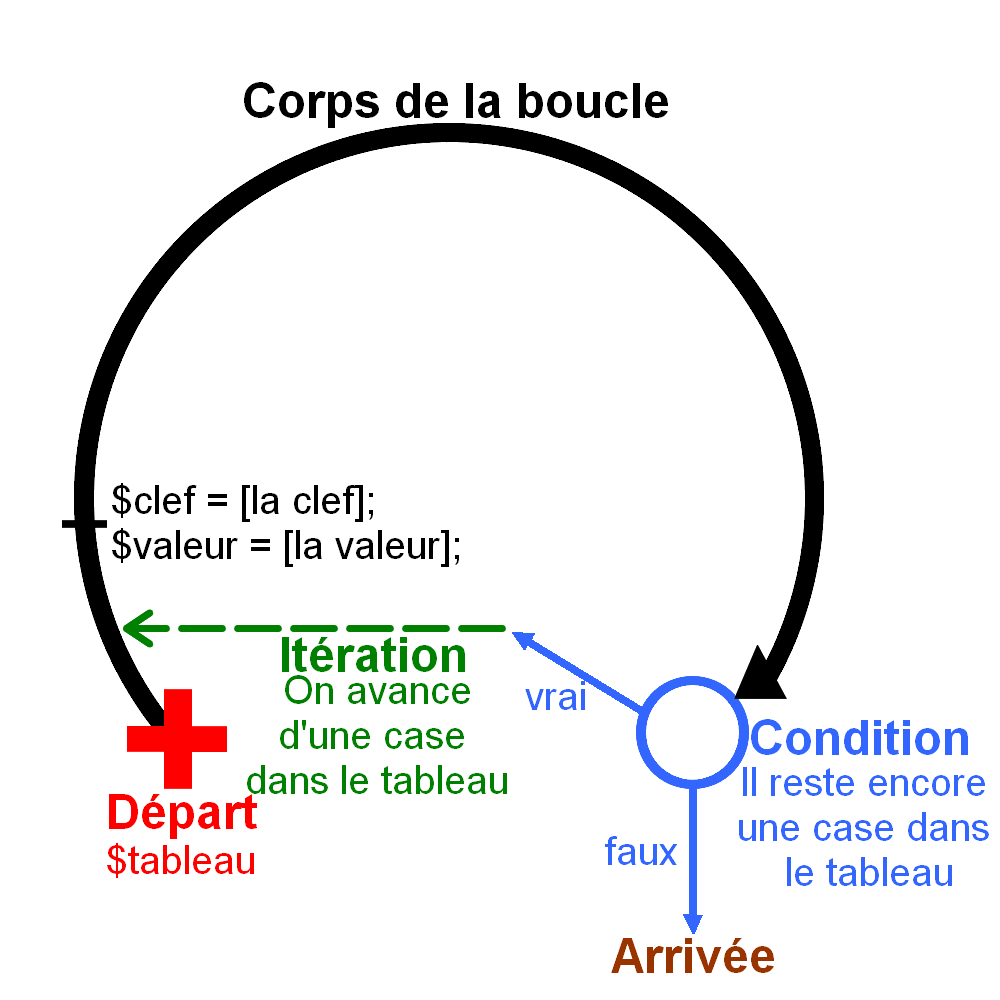 Corps de la boucle
$clef = [la clef];
$valeur = [la valeur];
Itération
On avance
d'une case
dans le tableau
vrai
Condition
Il reste encore
une case dans
le tableau
Départ
$tableau
faux
Arrivée